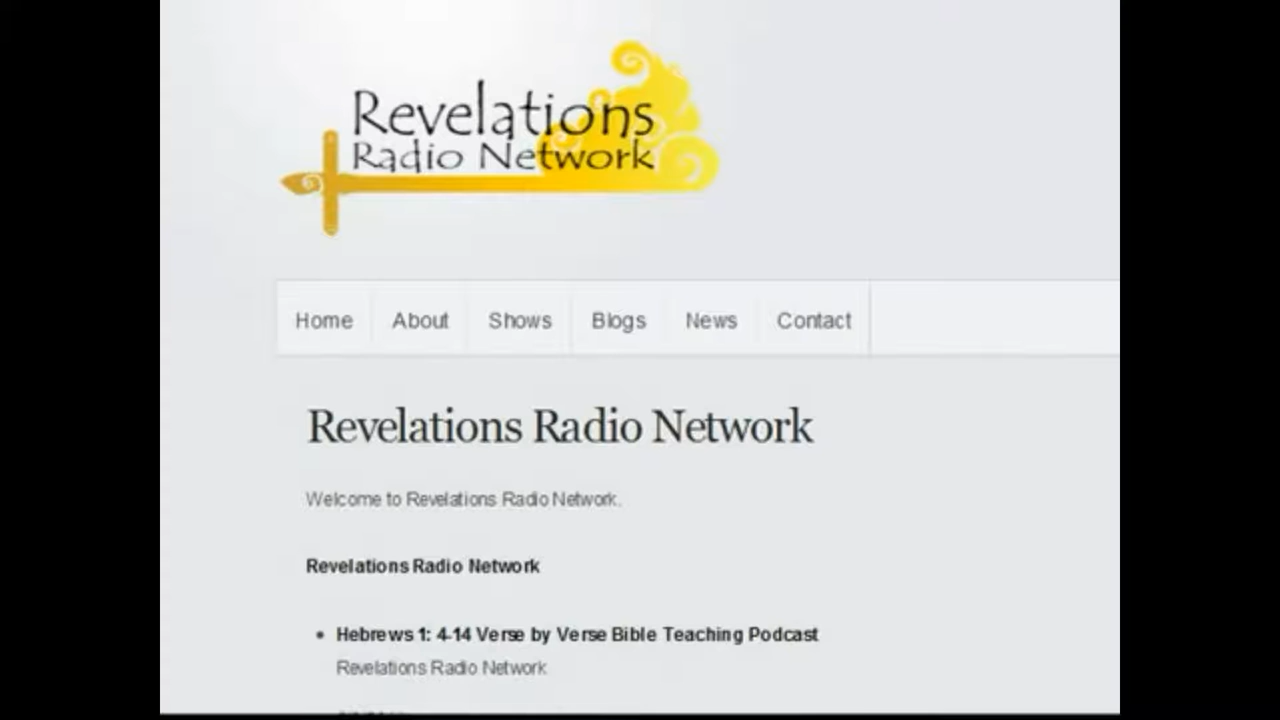 Revelations
Radio Network
Home About Shows Blogs News Contact
Revelations Radio Network
Welcome to Revelations Radio Network.
Revelations Radio Network
• Hebrews 1: 4-14 Verse by Verse Bible Teaching Podcast
Revelations Radio Network